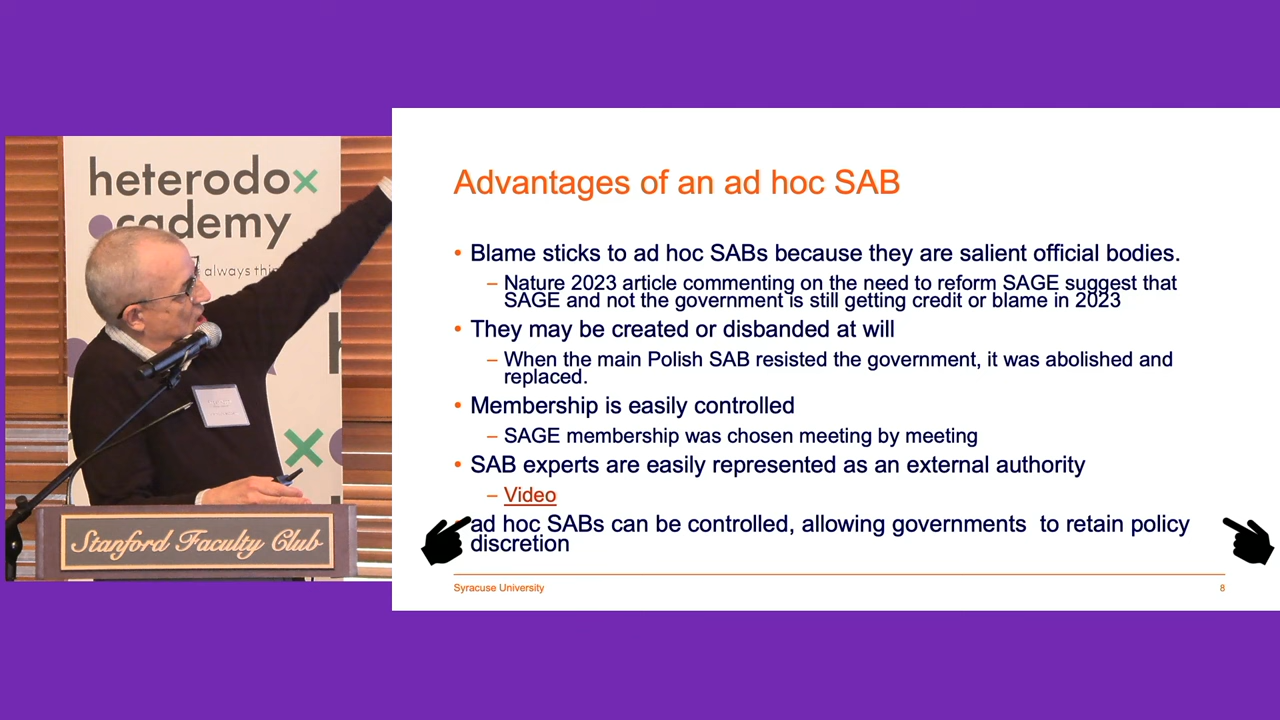 heterodox
academy
always this
Stanford Faculty Club
Advantages of an ad hoc SAB
• Blame sticks to ad hoc SABs because they are salient official bodies.
– Nature 2023 article commenting on the need to reform SAGE suggest that
SAGE and not the government is still getting credit or blame in 2023
• They may be created or disbanded at will
– When the main Polish SAB resisted the government, it was abolished and
replaced.
• Membership is easily controlled
– SAGE membership was chosen meeting by meeting
• SAB experts are easily represented as an external authority
– Video
• ad hoc SABs can be controlled, allowing governments to retain policy
discretion
Syracuse University
8